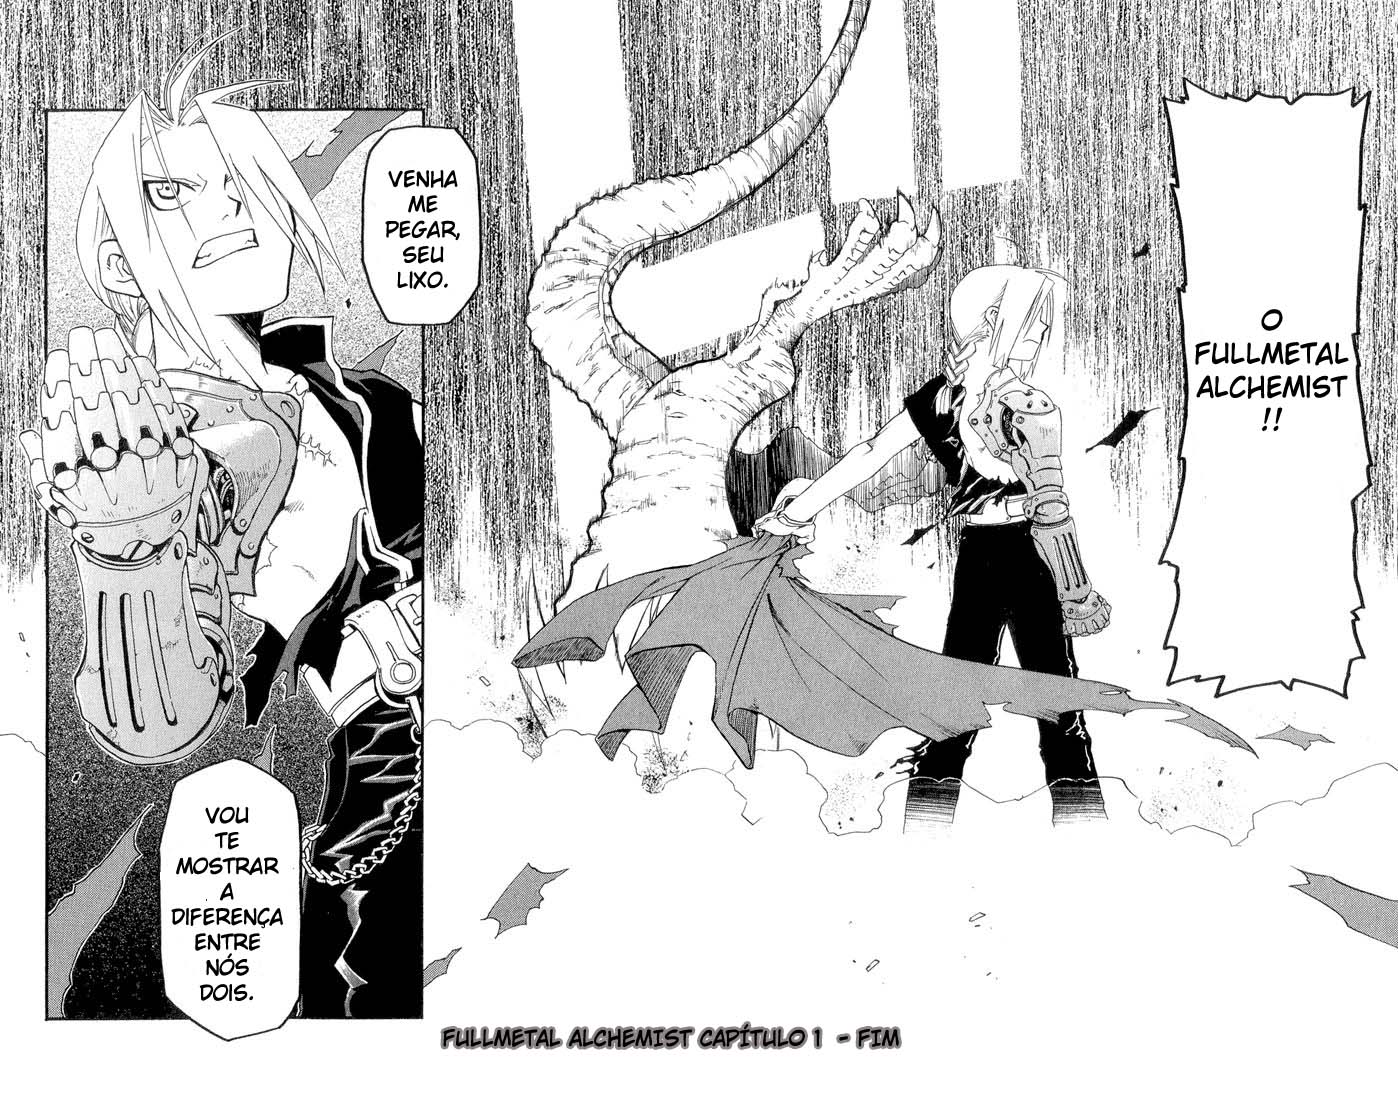 O
FULLMETAL
ALCHEMIST
!!
VENHA
ME
PEGAR,
SEU
LIXO.
VOU
TE
MOSTRAR
A
DIFERENÇA
ENTRE
NÓS
DOIS.
FULLMETAL ALCHEMIST CAPÍTULO 1 - FIM